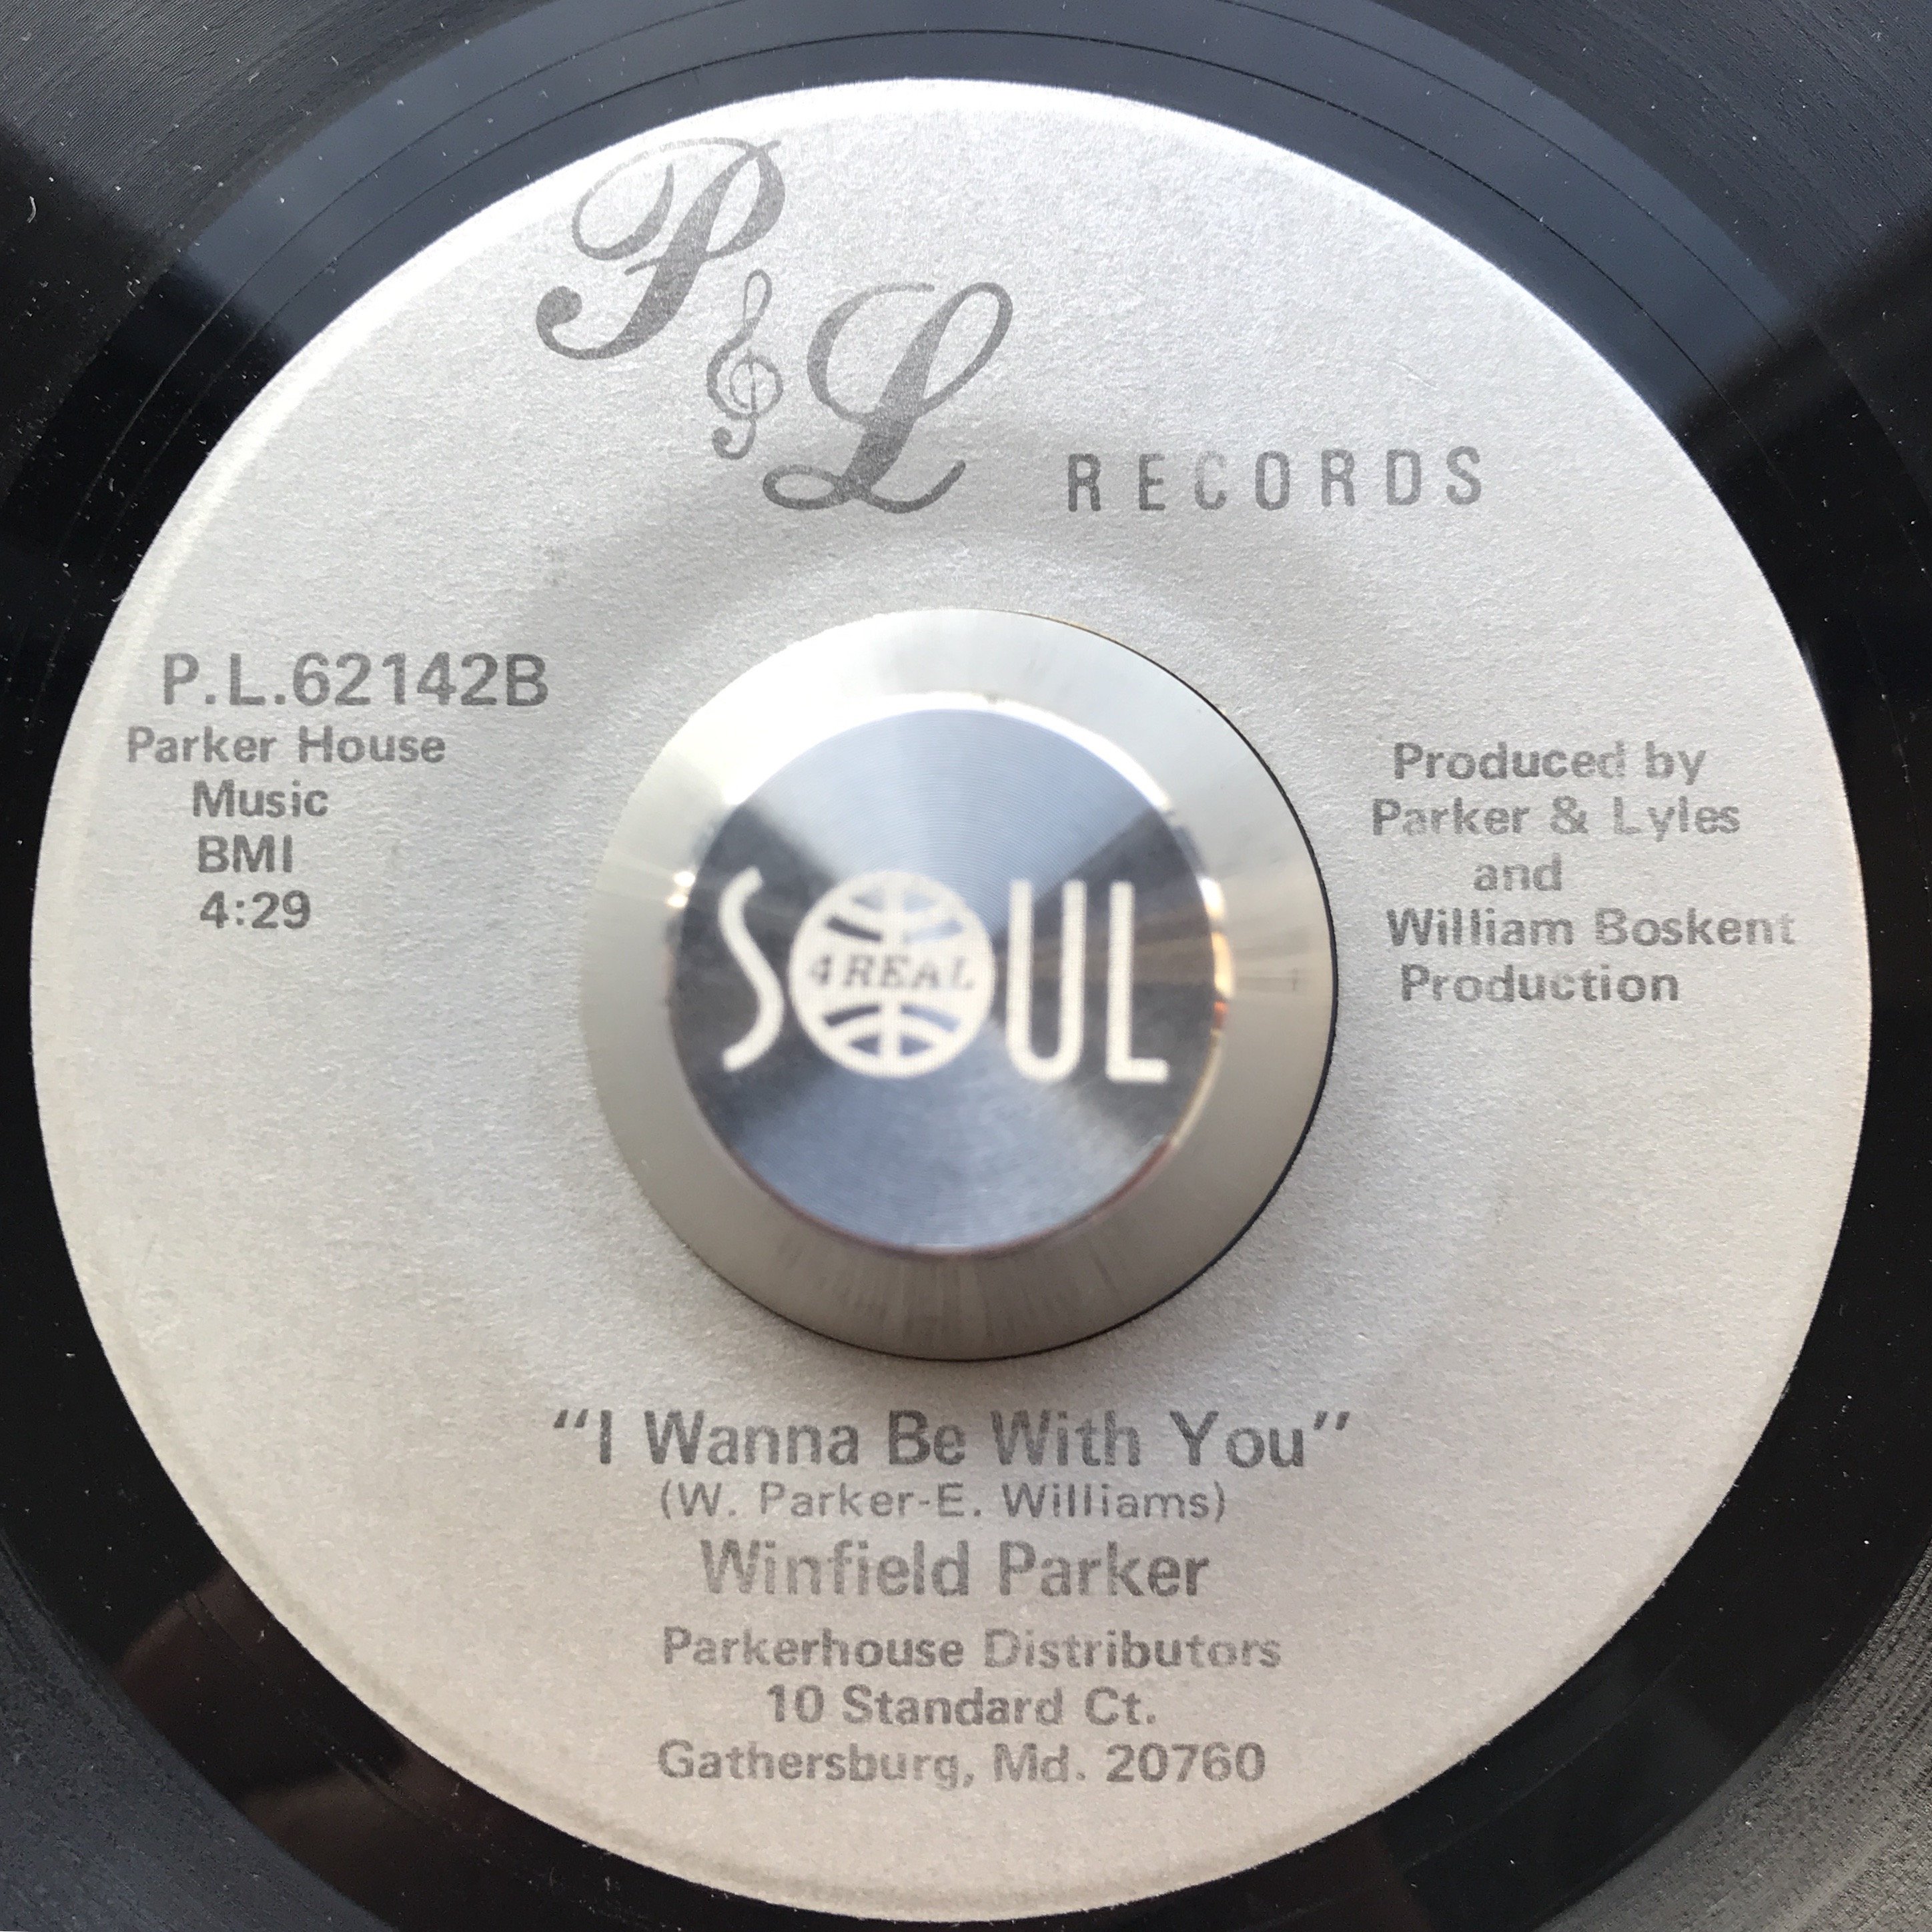 P & L RECORDS
P.L.62142B
Parker House
Music
BMI
4:29
Produced by
Parker & Lyles
and
William Boskent
Production
SOUL
4 REAL
“I Wanna Be With You”
(W. Parker-E. Williams)
Winfield Parker
Parkerhouse Distributors
10 Standard Ct.
Gathersburg, Md. 20760